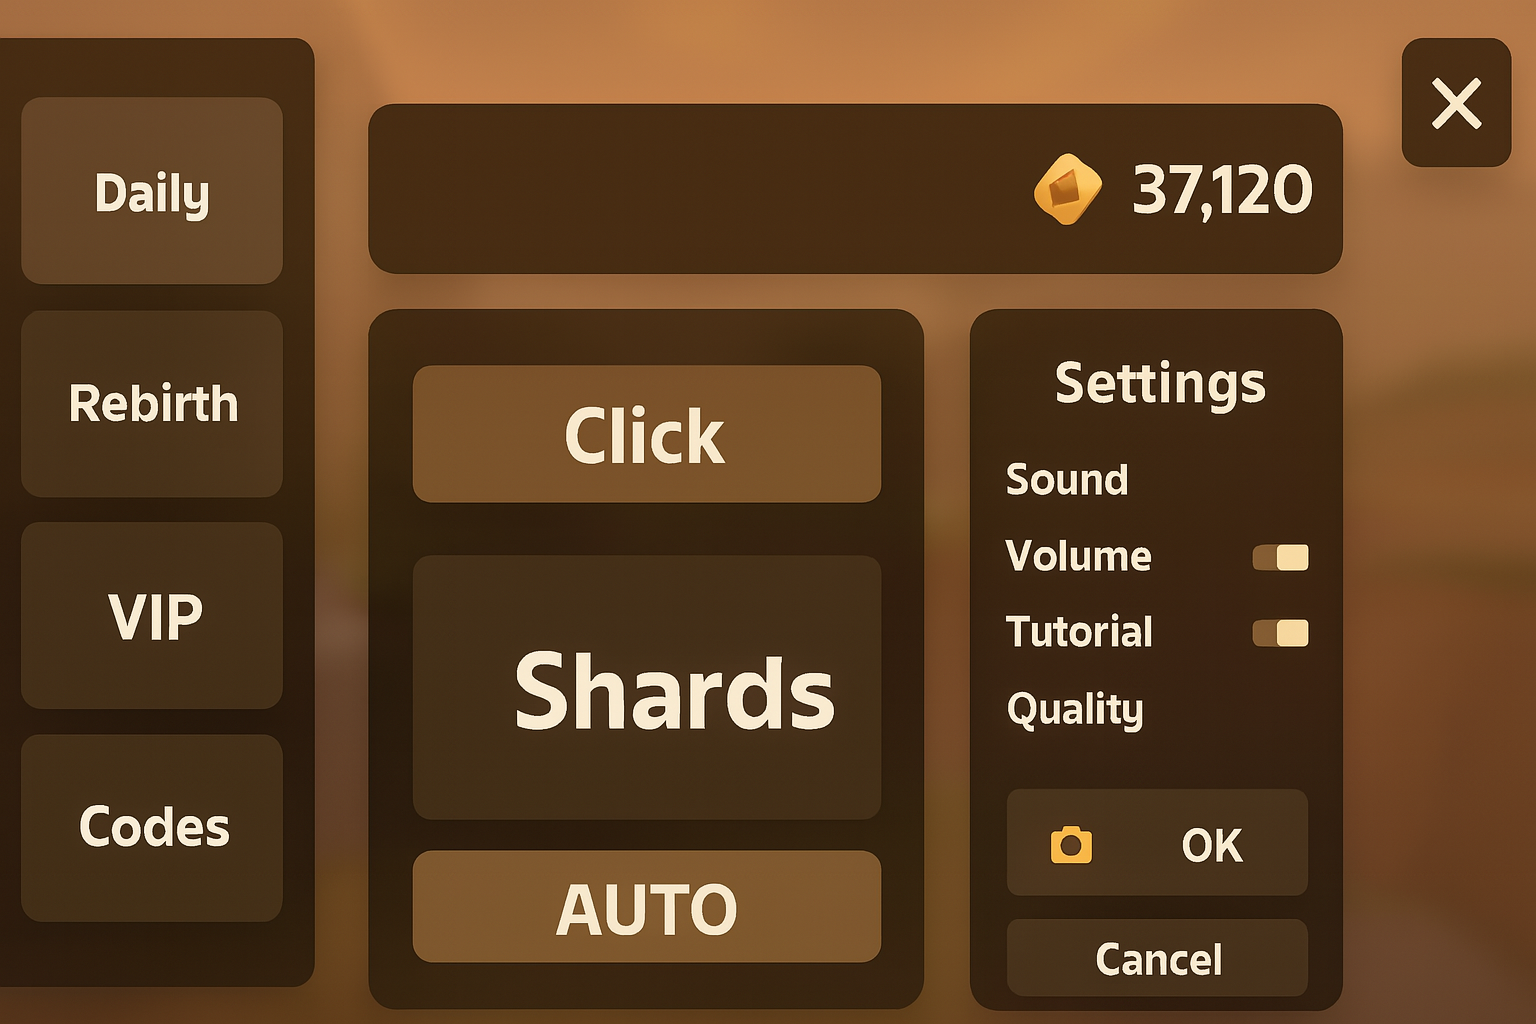 Daily
Rebirth
VIP
Codes
37,120
Click
Shards
AUTO
Settings
Sound
Volume
Tutorial
Quality
OK
Cancel